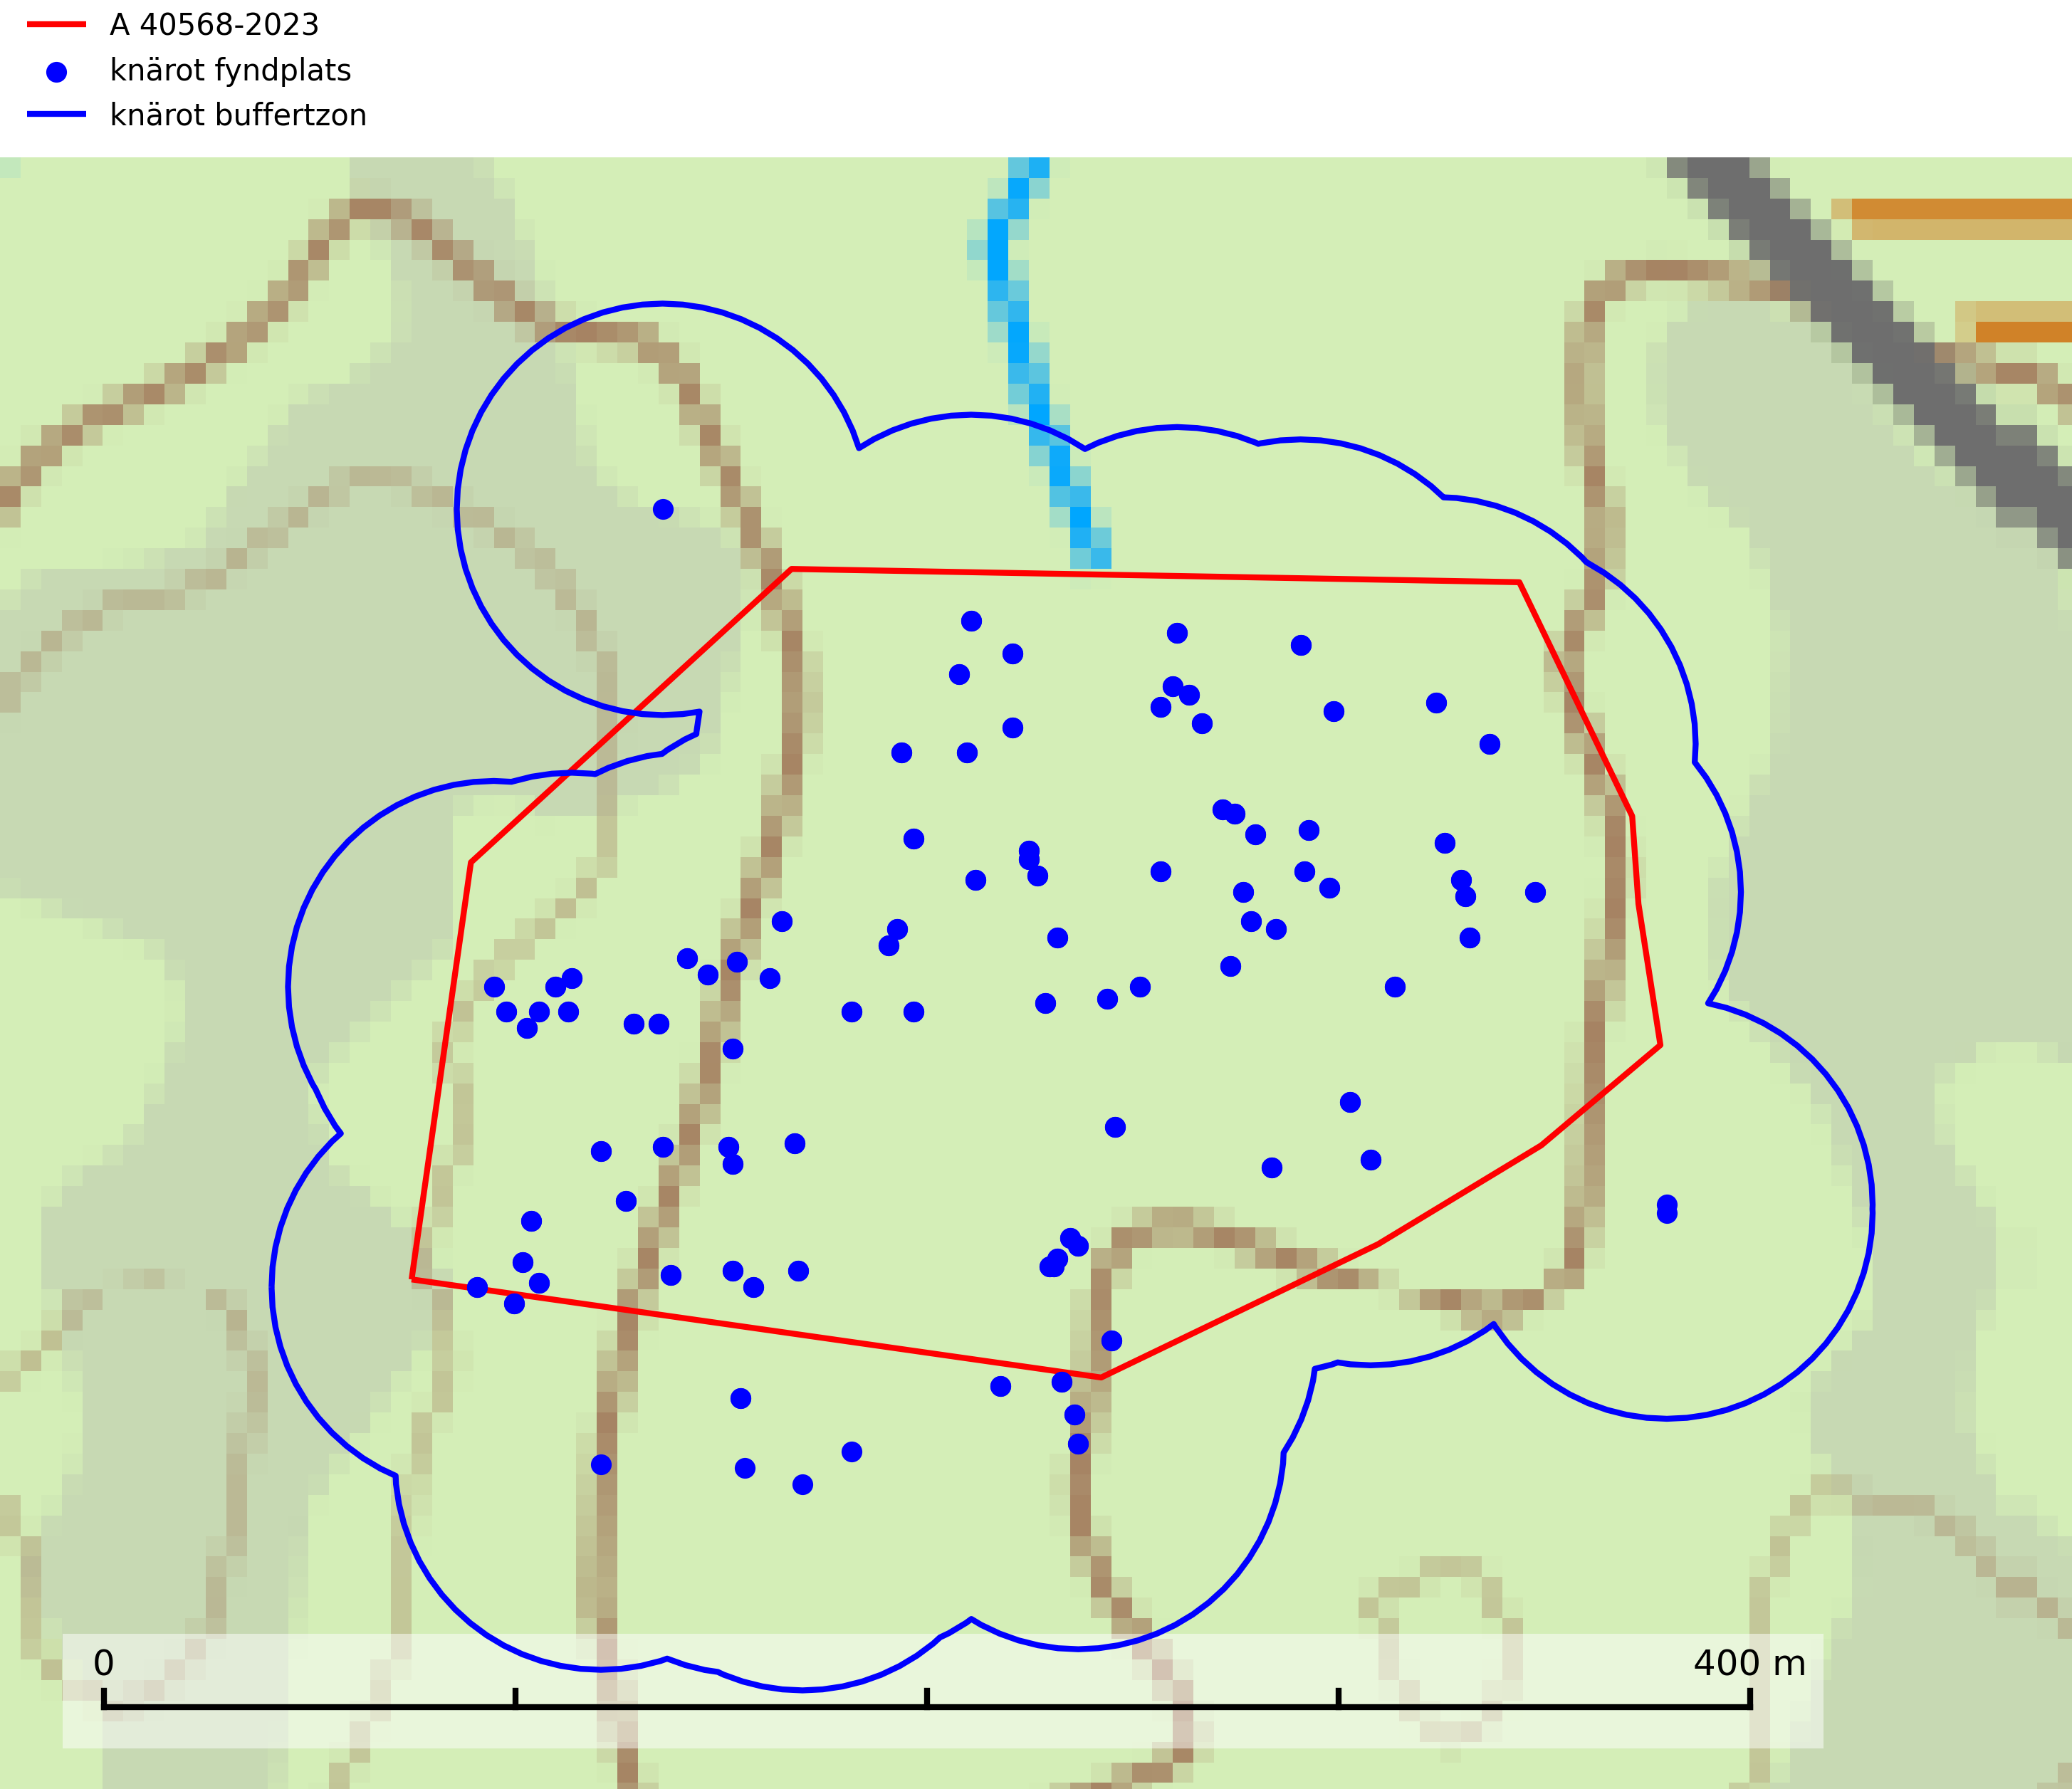 A 40568-2023
knärot fyndplats
knärot buffertzon
0
400 m